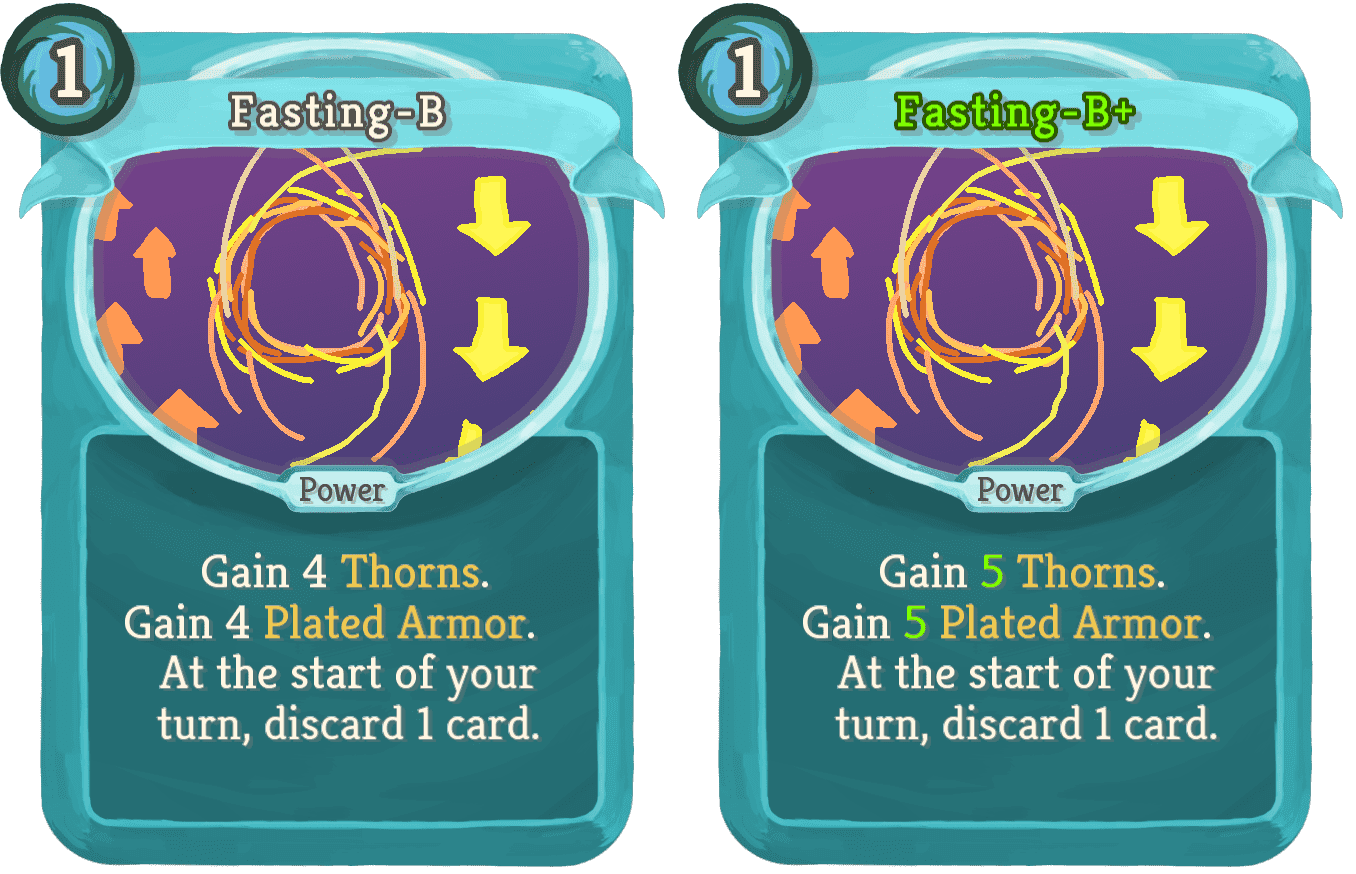 1
Fasting-B
Power
Gain 4 Thorns.
Gain 4 Plated Armor.
At the start of your
turn, discard 1 card.
1
Fasting-B+
Power
Gain 5 Thorns.
Gain 5 Plated Armor.
At the start of your
turn, discard 1 card.